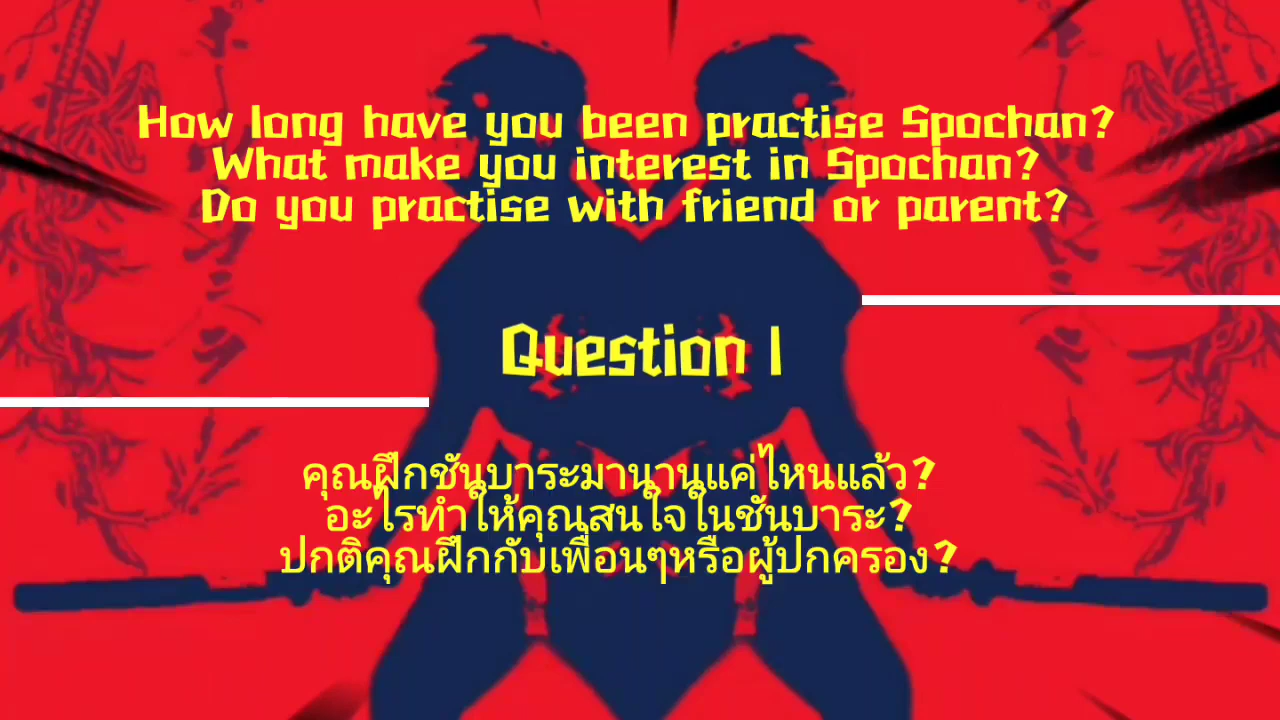 How long have you been practise Spochan?
What make you interest in Spochan?
Do you practise with friend or parent?
Question 1
คุณฝึกชันบาระมานานแค่ไหนแล้ว?
อะไรทำให้คุณสนใจในชันบาระ?
ปกติคุณฝึกกับเพื่อนๆหรือผู้ปกครอง?